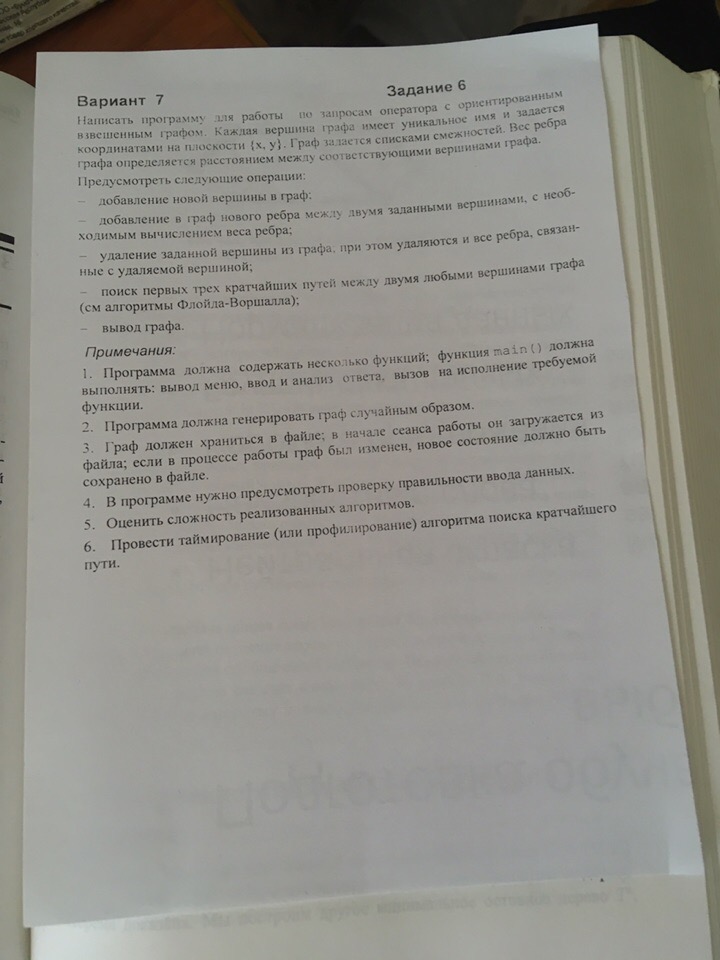 Вариант 7
Задание 6
Написать программу для работы по запросам оператора с ориентированным
взвешенным графом. Каждая вершина графа имеет уникальное имя и задается
координатами на плоскости {x, y}. Граф задается списками смежностей. Вес ребра
графа определяется расстоянием между соответствующими вершинами графа.
Предусмотреть следующие операции:
– добавление новой вершины в граф;
– добавление в граф нового ребра между двумя заданными вершинами, с необ-
ходимым вычислением веса ребра;
– удаление заданной вершины из графа; при этом удаляются и все ребра, связан-
ные с удаляемой вершиной;
– поиск первых трех кратчайших путей между двумя любыми вершинами графа
(см алгоритмы Флойда-Воршалла);
– вывод графа.
Примечания:
1. Программа должна содержать несколько функций; функция main() должна
выполнять: вывод меню, ввод и анализ ответа, вызов на исполнение требуемой
функции.
2. Программа должна генерировать граф случайным образом.
3. Граф должен храниться в файле; в начале сеанса работы он загружается из
файла; если в процессе работы граф был изменен, новое состояние должно быть
сохранено в файле.
4. В программе нужно предусмотреть проверку правильности ввода данных.
5. Оценить сложность реализованных алгоритмов.
6. Провести таймирование (или профилирование) алгоритма поиска кратчайшего
пути.